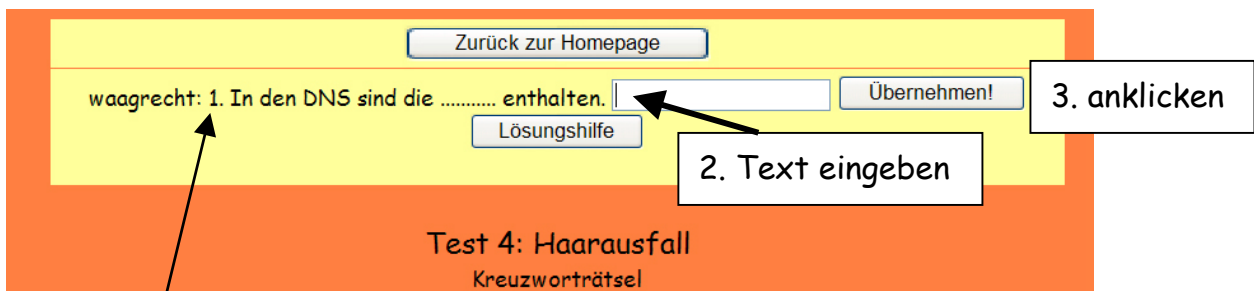 Zurück zur Homepage
waagrecht: 1. In den DNS sind die ........... enthalten.
Übernehmen!
3. anklicken
Lösungshilfe
2. Text eingeben
Test 4: Haarausfall
Kreuzworträtsel